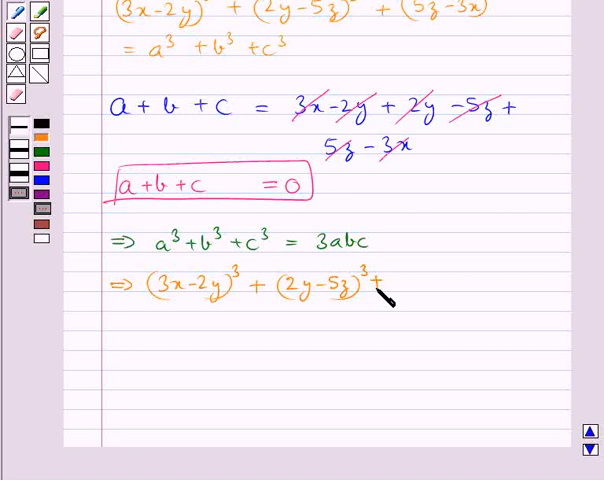 (3x-2y)³ + (2y-5z)³ + (5z-3x)
= a³ + b³ + c³
a + b + c = 3x - 2y + 2y - 5z +
5z - 3x
a+b+c = 0
⇒ a³ + b³ + c³ = 3abc
⇒ (3x-2y)³ + (2y-5z)³ +